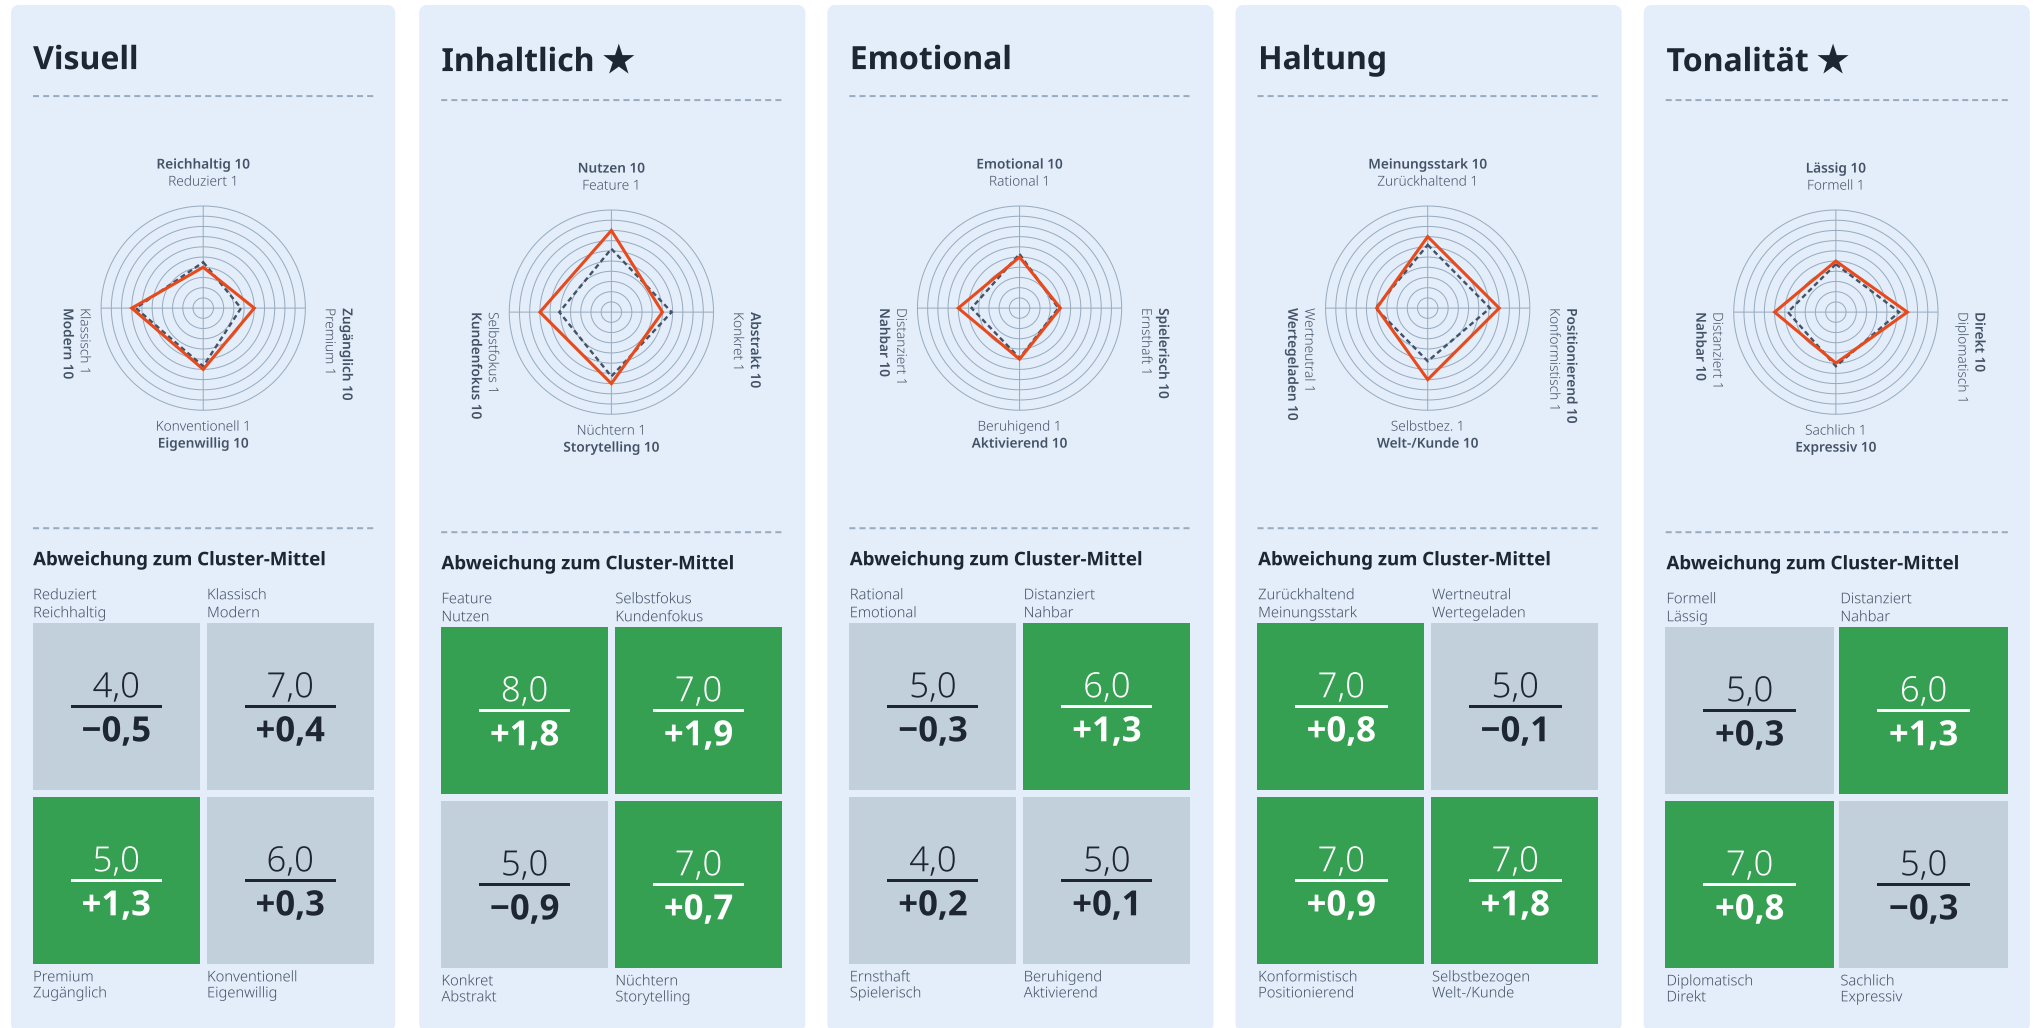 Visuell
Reichhaltig 10
Reduziert 1
Klassisch 1
Modern 10
Zugänglich 10
Premium 1
Konventionell 1
Eigenwillig 10
Abweichung zum Cluster-Mittel
Reduziert
Reichhaltig
Klassisch
Modern
4,0
−0,5
7,0
+0,4
5,0
+1,3
6,0
+0,3
Premium
Zugänglich
Konventionell
Eigenwillig
Inhaltlich ★
Nutzen 10
Feature 1
Selbstfokus 1
Kundenfokus 10
Abstrakt 10
Konkret 1
Nüchtern 1
Storytelling 10
Abweichung zum Cluster-Mittel
Feature
Nutzen
Selbstfokus
Kundenfokus
8,0
+1,8
7,0
+1,9
5,0
−0,9
7,0
+0,7
Konkret
Abstrakt
Nüchtern
Storytelling
Emotional
Emotional 10
Rational 1
Distanziert 1
Nahbar 10
Spielerisch 10
Ernsthaft 1
Beruhigend 1
Aktivierend 10
Abweichung zum Cluster-Mittel
Rational
Emotional
Distanziert
Nahbar
5,0
−0,3
6,0
+1,3
4,0
+0,2
5,0
+0,1
Ernsthaft
Spielerisch
Beruhigend
Aktivierend
Haltung
Meinungsstark 10
Zurückhaltend 1
Wertneutral 1
Wertegeladen 10
Positionierend 10
Konformistisch 1
Selbstbez. 1
Welt-/Kunde 10
Abweichung zum Cluster-Mittel
Zurückhaltend
Meinungsstark
Wertneutral
Wertegeladen
7,0
+0,8
5,0
−0,1
7,0
+0,9
7,0
+1,8
Konformistisch
Positionierend
Selbstbezogen
Welt-/Kunde
Tonalität ★
Lässig 10
Formell 1
Distanziert 1
Nahbar 10
Direkt 10
Diplomatisch 1
Sachlich 1
Expressiv 10
Abweichung zum Cluster-Mittel
Formell
Lässig
Distanziert
Nahbar
5,0
+0,3
6,0
+1,3
7,0
+0,8
5,0
−0,3
Diplomatisch
Direkt
Sachlich
Expressiv